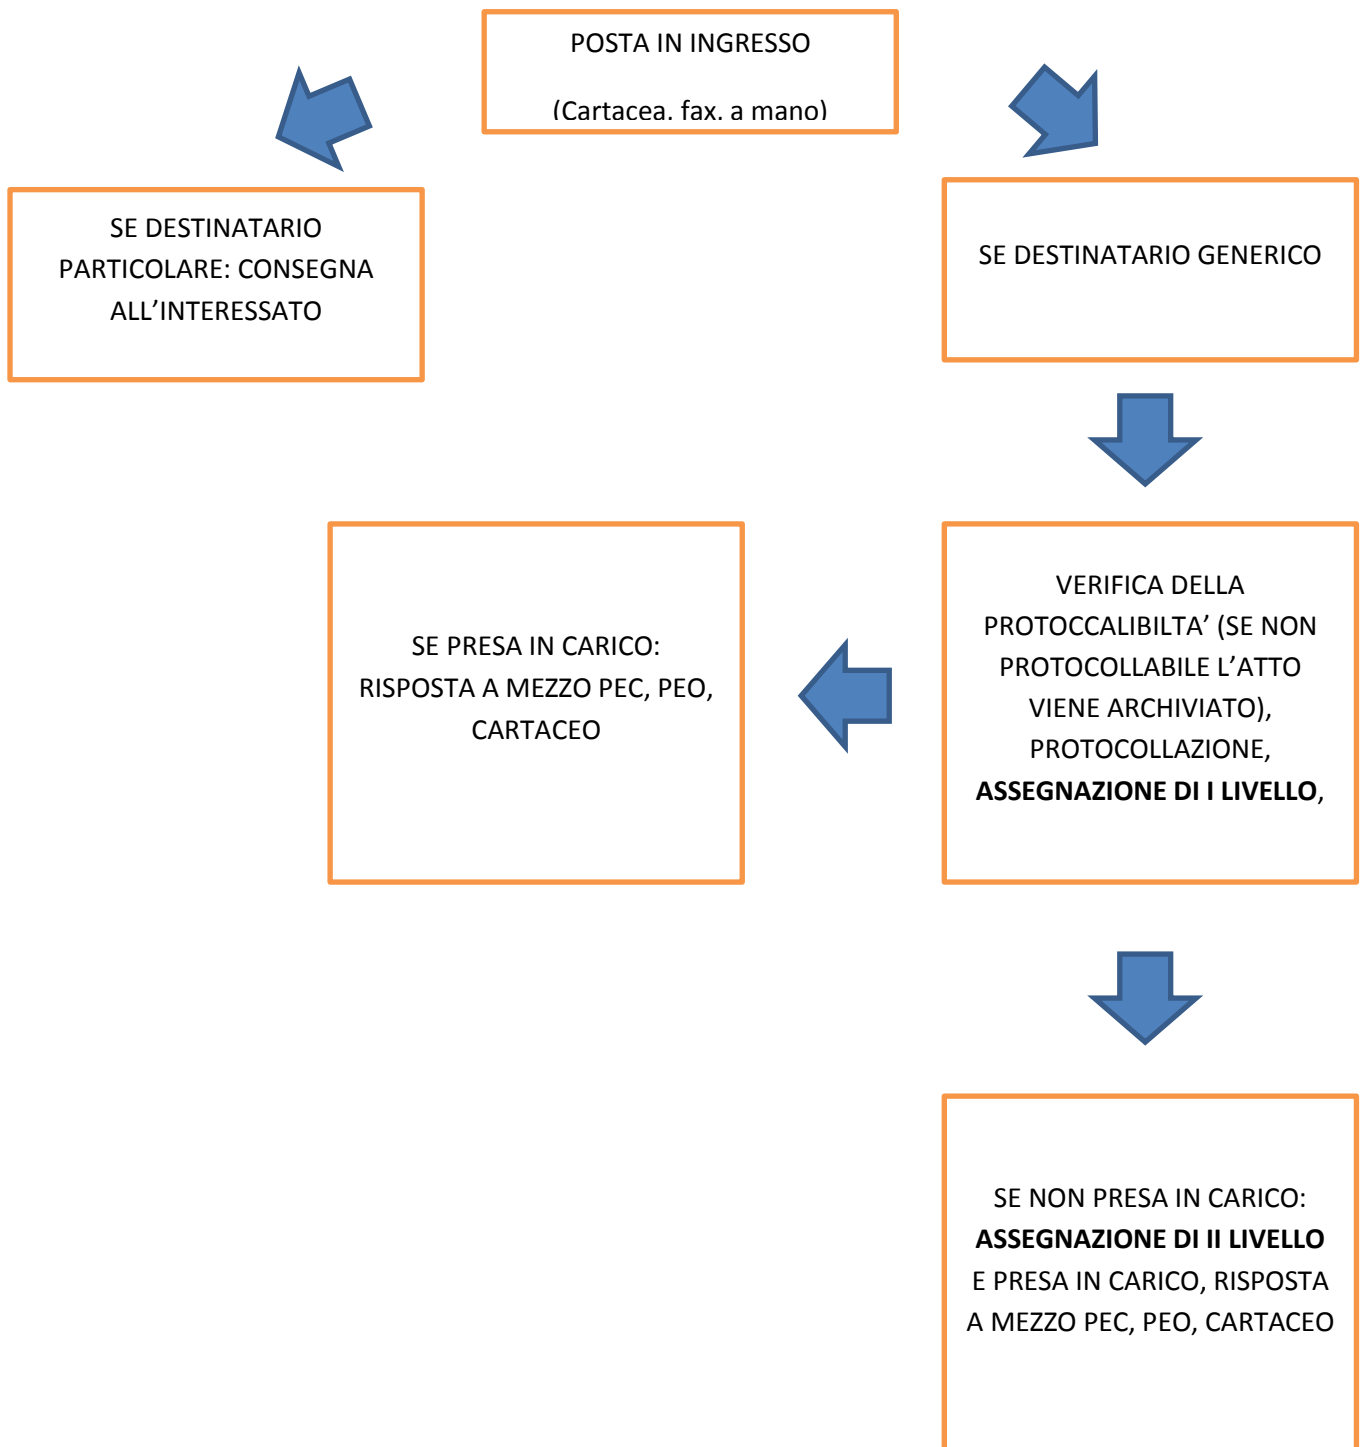 POSTA IN INGRESSO
(Cartacea. fax. a mano)
SE DESTINATARIO
PARTICOLARE: CONSEGNA
ALL’INTERESSATO
SE DESTINATARIO GENERICO
SE PRESA IN CARICO:
RISPOSTA A MEZZO PEC, PEO,
CARTACEO
VERIFICA DELLA
PROTOCCALIBILTA’ (SE NON
PROTOCOLLABILE L’ATTO
VIENE ARCHIVIATO),
PROTOCOLLAZIONE,
ASSEGNAZIONE DI I LIVELLO,
SE NON PRESA IN CARICO:
ASSEGNAZIONE DI II LIVELLO
E PRESA IN CARICO, RISPOSTA
A MEZZO PEC, PEO, CARTACEO